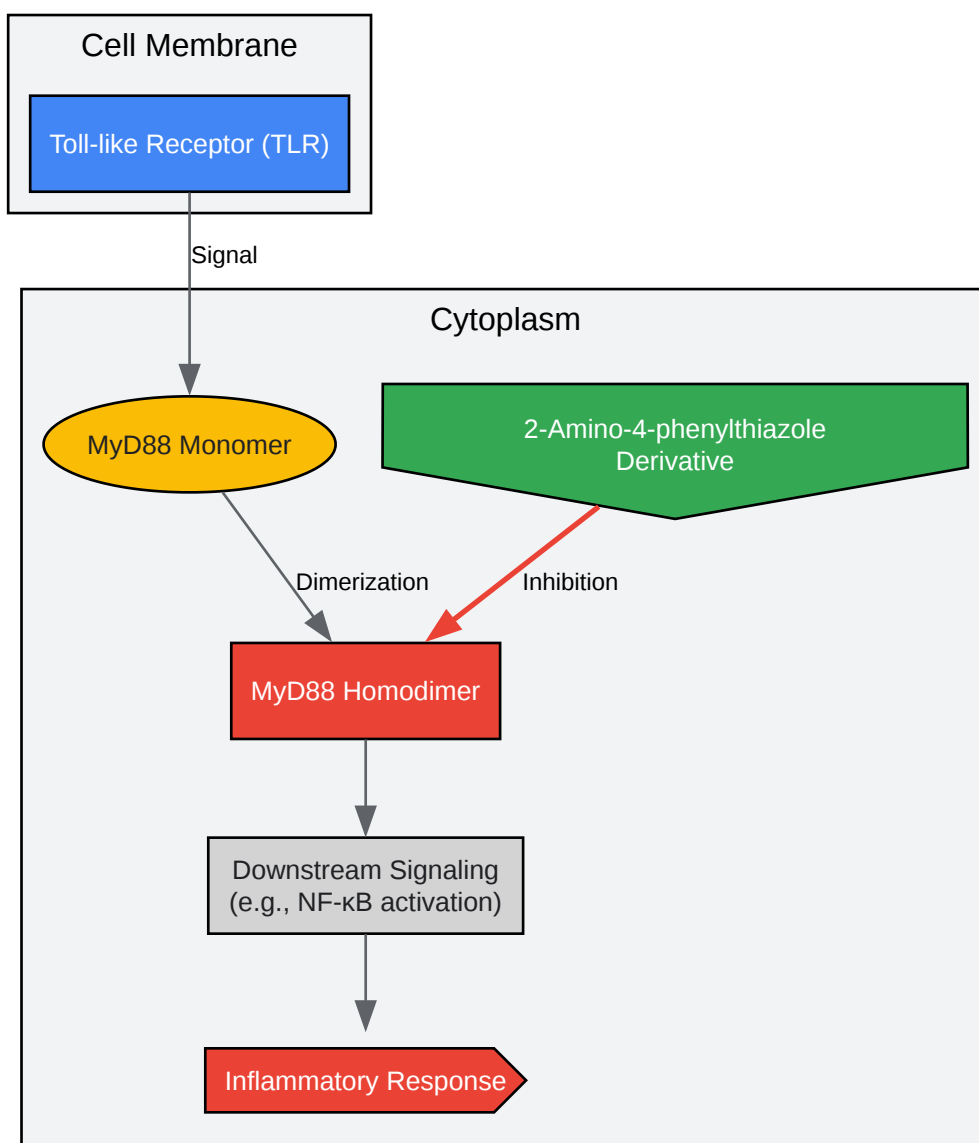 Cell Membrane
Toll-like Receptor (TLR)
Signal
Cytoplasm
MyD88 Monomer
2-Amino-4-phenylthiazole
Derivative
Dimerization
Inhibition
MyD88 Homodimer
Downstream Signaling
(e.g., NF-κB activation)
Inflammatory Response